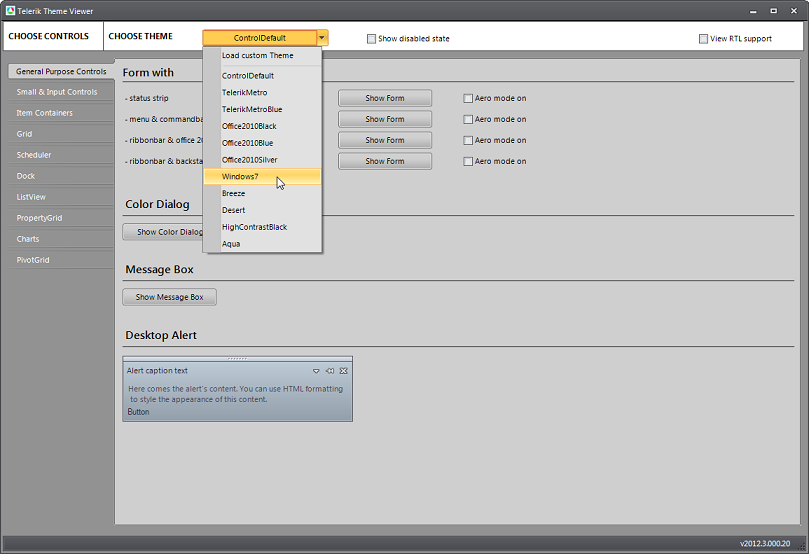 Telerik Theme Viewer
CHOOSE CONTROLS
CHOOSE THEME
ControlDefault
Show disabled state
View RTL support
Load custom Theme
ControlDefault
TelerikMetro
TelerikMetroBlue
Office2010Black
Office2010Blue
Office2010Silver
Windows7
Breeze
Desert
HighContrastBlack
Aqua
General Purpose Controls
Small & Input Controls
Item Containers
Grid
Scheduler
Dock
ListView
PropertyGrid
Charts
PivotGrid
Form with
- status strip
Show Form
Aero mode on
- menu & commandba
Show Form
Aero mode on
- ribbonbar & office 20
Show Form
Aero mode on
- ribbonbar & backsta
Show Form
Aero mode on
Color Dialog
Show Color Dialog
Message Box
Show Message Box
Desktop Alert
Alert caption text
Here comes the alert's content. You can use HTML formatting
to style the appearance of this content.
Button
v2012.3.000.20